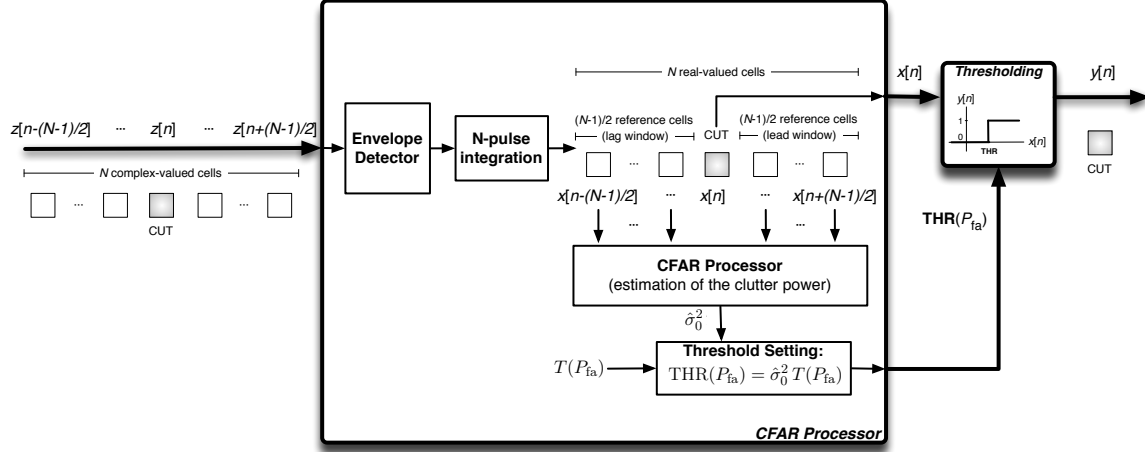 z[n-(N-1)/2] ... z[n] ... z[n+(N-1)/2]
N complex-valued cells
...
...
CUT
Envelope
Detector
N-pulse
integration
N real-valued cells
(N-1)/2 reference cells
(lag window)
CUT
(N-1)/2 reference cells
(lead window)
...
...
x[n-(N-1)/2] ... x[n] ... x[n+(N-1)/2]
...
...
CFAR Processor
(estimation of the clutter power)
σ̂₀²
T(Pfa)
Threshold Setting:
THR(Pfa) = σ̂₀² T(Pfa)
CFAR Processor
x[n]
Thresholding
y[n]
1
0
THR
x[n]
y[n]
CUT
THR(Pfa)